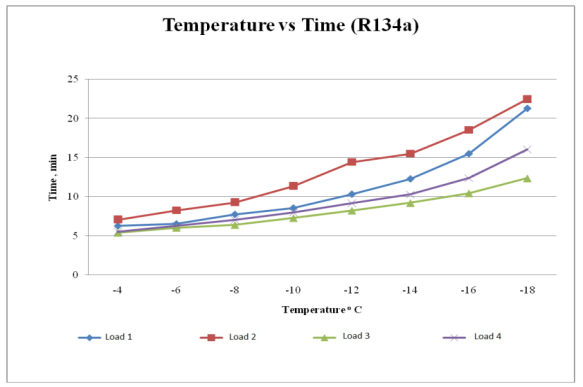 Temperature vs Time (R134a)
25
20
15
10
5
0
Time, min
-4 -6 -8 -10 -12 -14 -16 -18
Temperature ° C
Load 1 Load 2 Load 3 Load 4